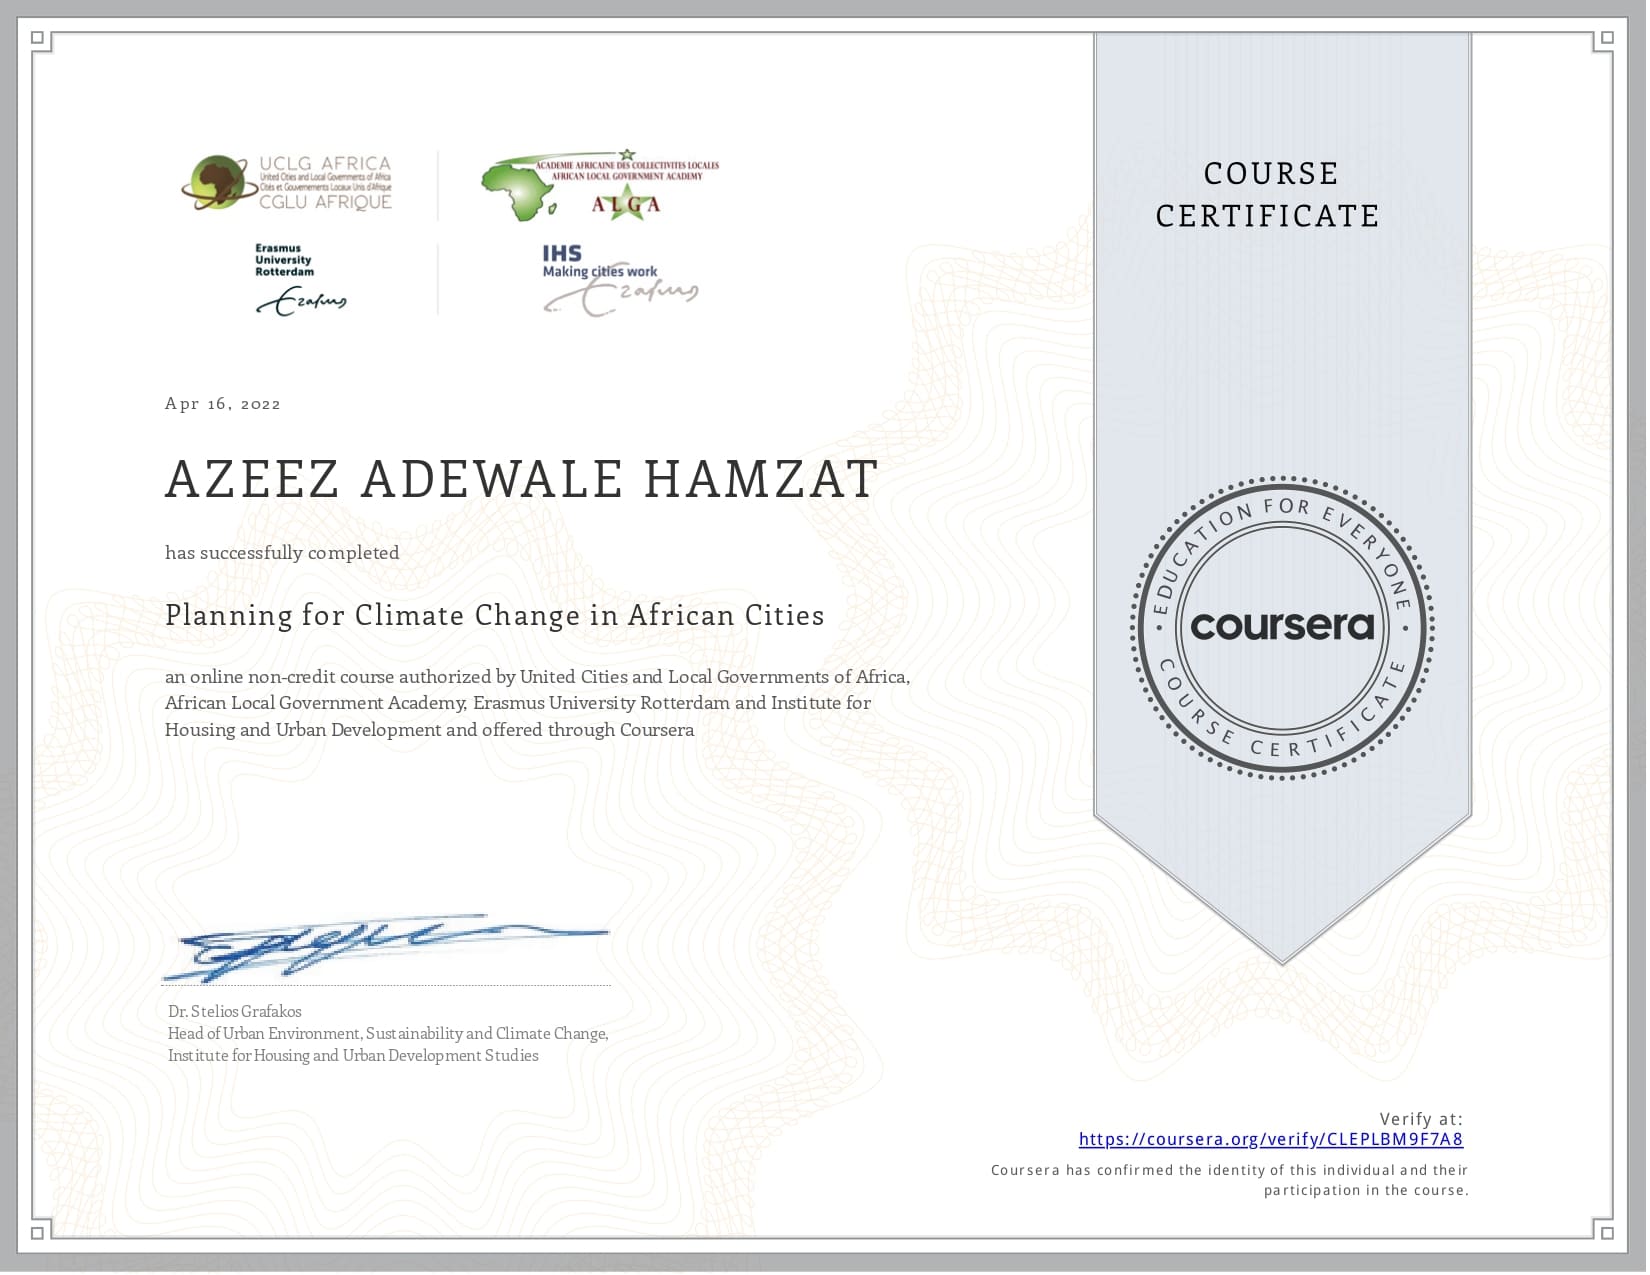 UCLG AFRICA
United Cities and Local Governments of Africa
Cités et Gouvernements Locaux Unis d'Afrique
CGLU AFRIQUE
ACADEMIE AFRICAINE DES COLLECTIVITES LOCALES
AFRICAN LOCAL GOVERNMENT ACADEMY
ALGA
Erasmus
University
Rotterdam
Erasmus
IHS
Making cities work
Erasmus
COURSE
CERTIFICATE
Apr 16, 2022
AZEEZ ADEWALE HAMZAT
has successfully completed
Planning for Climate Change in African Cities
an online non-credit course authorized by United Cities and Local Governments of Africa,
African Local Government Academy, Erasmus University Rotterdam and Institute for
Housing and Urban Development and offered through Coursera
EDUCATION FOR EVERYONE
coursera
COURSE CERTIFICATE
Dr. Stelios Grafakos
Head of Urban Environment, Sustainability and Climate Change,
Institute for Housing and Urban Development Studies
Verify at:
https://coursera.org/verify/CLEPLBM9F7A8
Coursera has confirmed the identity of this individual and their
participation in the course.